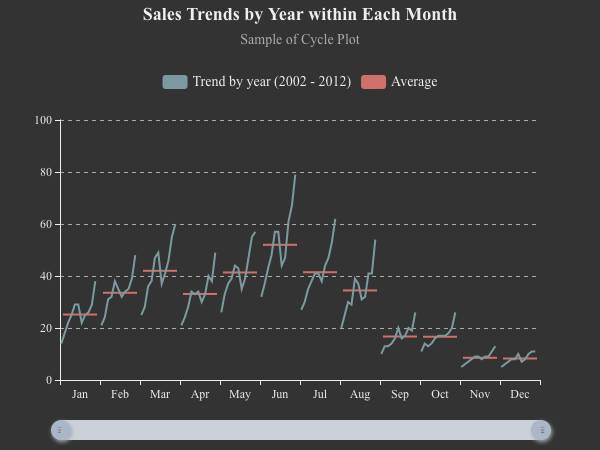 Sales Trends by Year within Each Month
Sample of Cycle Plot
Trend by year (2002 - 2012) Average
100
80
60
40
20
0
Jan Feb Mar Apr May Jun Jul Aug Sep Oct Nov Dec